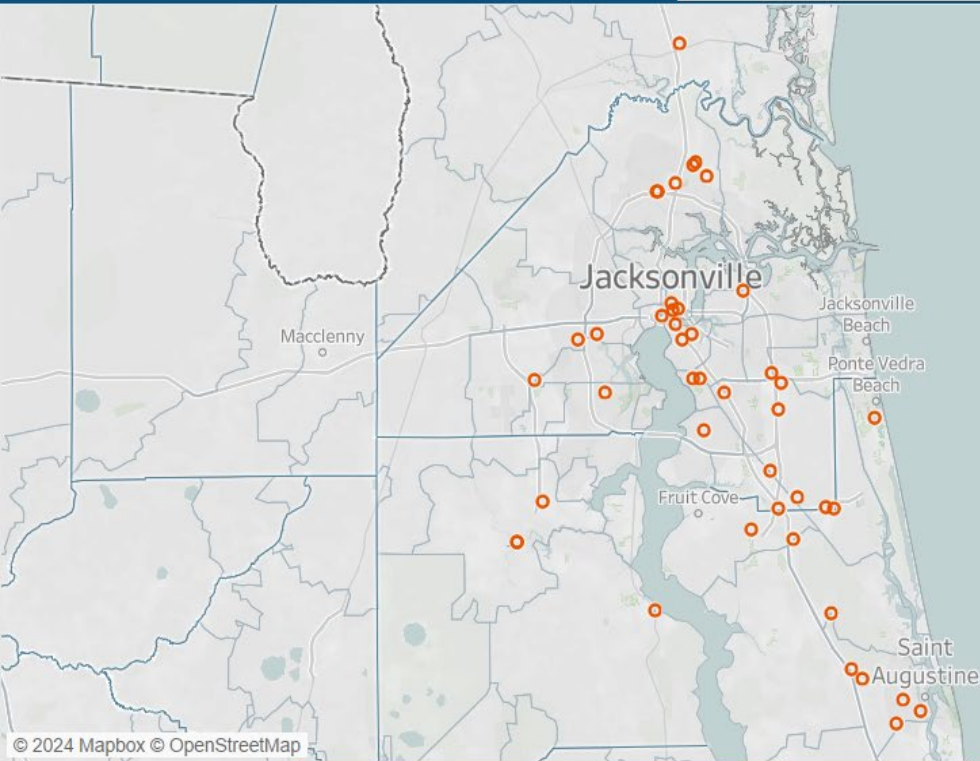 Jacksonville
Jacksonville
Beach
Macclenny
Ponte Vedra
Beach
Fruit Cove
Saint
Augustine
© 2024 Mapbox © OpenStreetMap